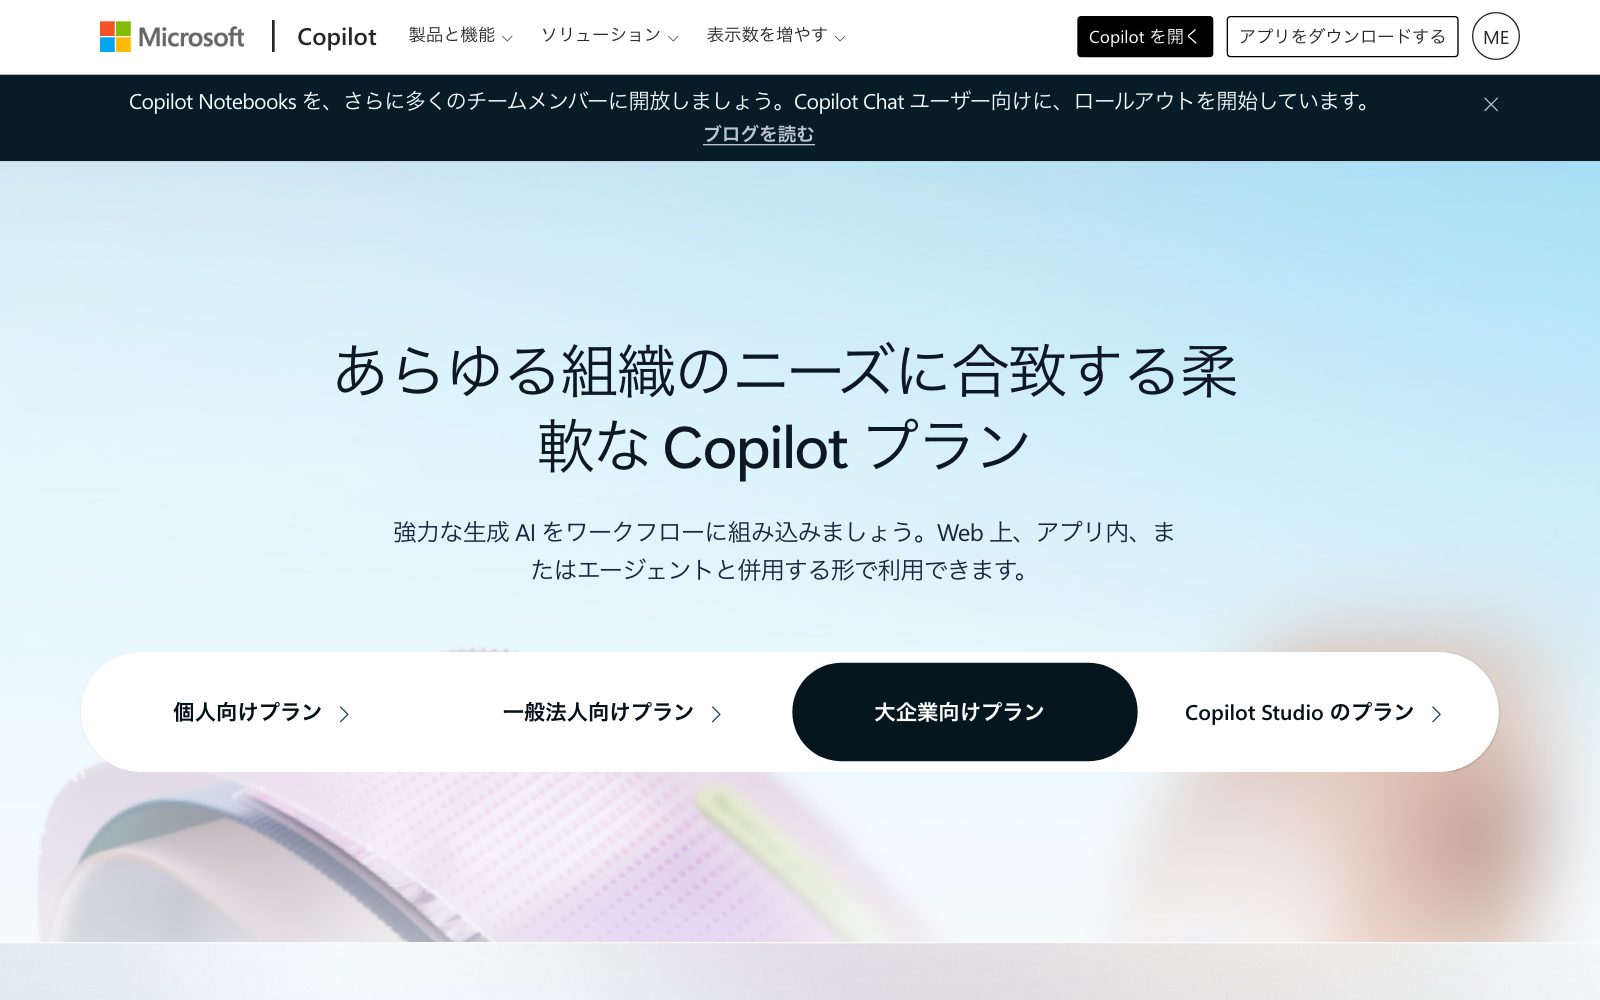 Microsoft
Copilot
製品と機能
ソリューション
表示数を増やす
Copilot を開く
アプリをダウンロードする
ME
Copilot Notebooks を、さらに多くのチームメンバーに開放しましょう。Copilot Chat ユーザー向けに、ロールアウトを開始しています。
ブログを読む
あらゆる組織のニーズに合致する柔
軟な Copilot プラン
強力な生成 AI をワークフローに組み込みましょう。Web 上、アプリ内、ま
たはエージェントと併用する形で利用できます。
個人向けプラン
一般法人向けプラン
大企業向けプラン
Copilot Studio のプラン